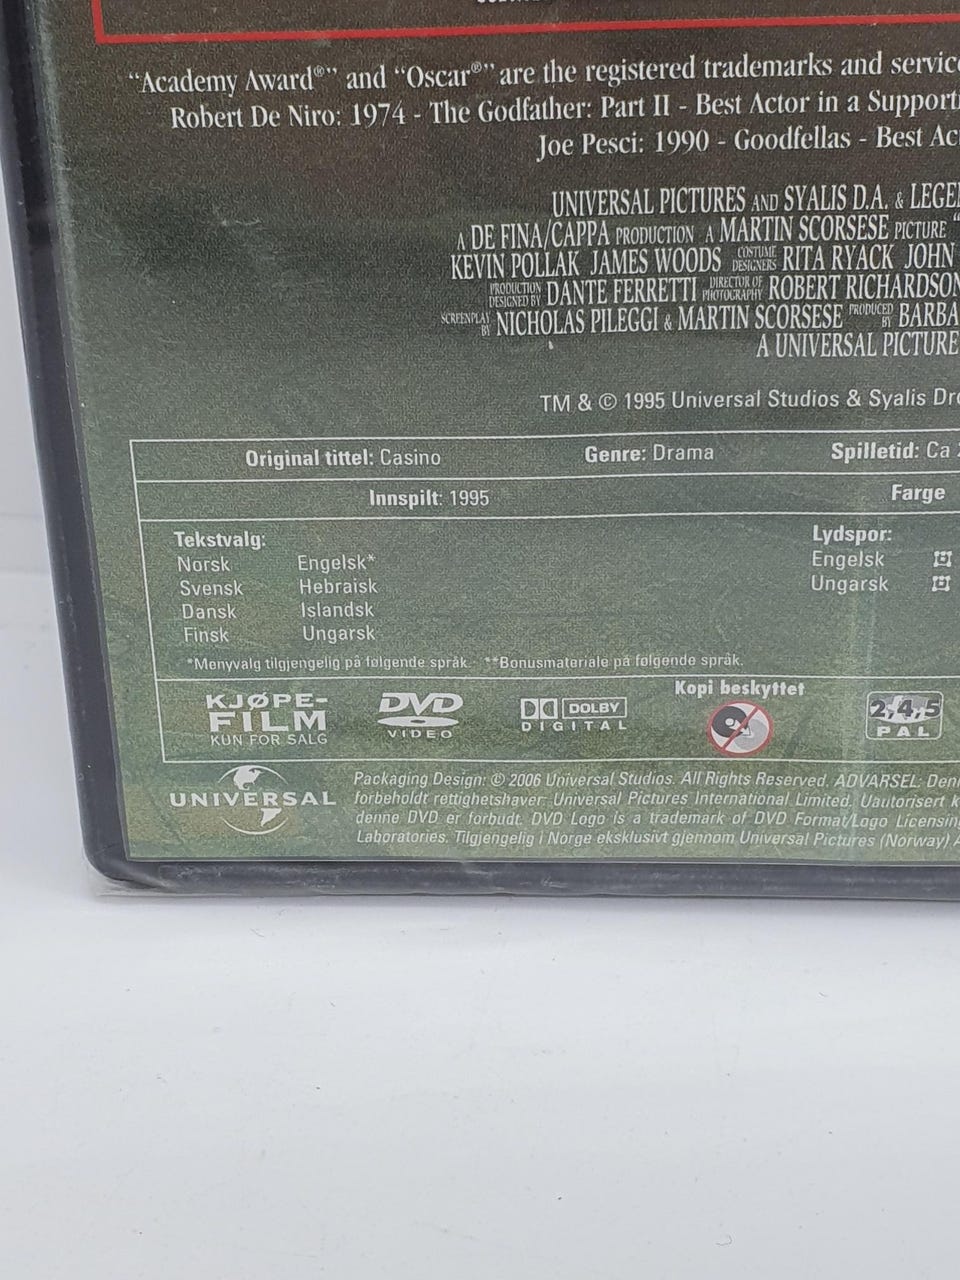 “Academy Award®” and “Oscar®” are the registered trademarks and service
Robert De Niro: 1974 - The Godfather: Part II - Best Actor in a Support
Joe Pesci: 1990 - Goodfellas - Best Ac
UNIVERSAL PICTURES AND SYALIS D.A. & LEGE
A DE FINA/CAPPA PRODUCTION A MARTIN SCORSESE PICTURE “
KEVIN POLLAK JAMES WOODS COSTUME DESIGNERS RITA RYACK JOHN
PRODUCTION DESIGNED BY DANTE FERRETTI DIRECTOR OF PHOTOGRAPHY ROBERT RICHARDSON
SCREENPLAY BY NICHOLAS PILEGGI & MARTIN SCORSESE PRODUCED BY BARBA
A UNIVERSAL PICTURE
TM & © 1995 Universal Studios & Syalis Dr
Original tittel: Casino Genre: Drama Spilletid: Ca 
Innspilt: 1995 Farge
Tekstvalg: Lydspor:
Norsk Engelsk* Engelsk
Svensk Hebraisk Ungarsk
Dansk Islandsk
Finsk Ungarsk
*Menyvalg tilgjengelig på følgende språk. **Bonusmateriale på følgende språk.
KJØPE-
FILM
KUN FOR SALG
DVD
VIDEO
DOLBY
DIGITAL
Kopi beskyttet
2,4,5
PAL
UNIVERSAL
Packaging Design: © 2006 Universal Studios. All Rights Reserved. ADVARSEL: Den
forbeholdt rettighetshaver: Universal Pictures International Limited. Uautorisert k
denne DVD er forbudt. DVD Logo is a trademark of DVD Format/Logo Licensing
Laboratories. Tilgjengelig i Norge eksklusivt gjennom Universal Pictures (Norway) A